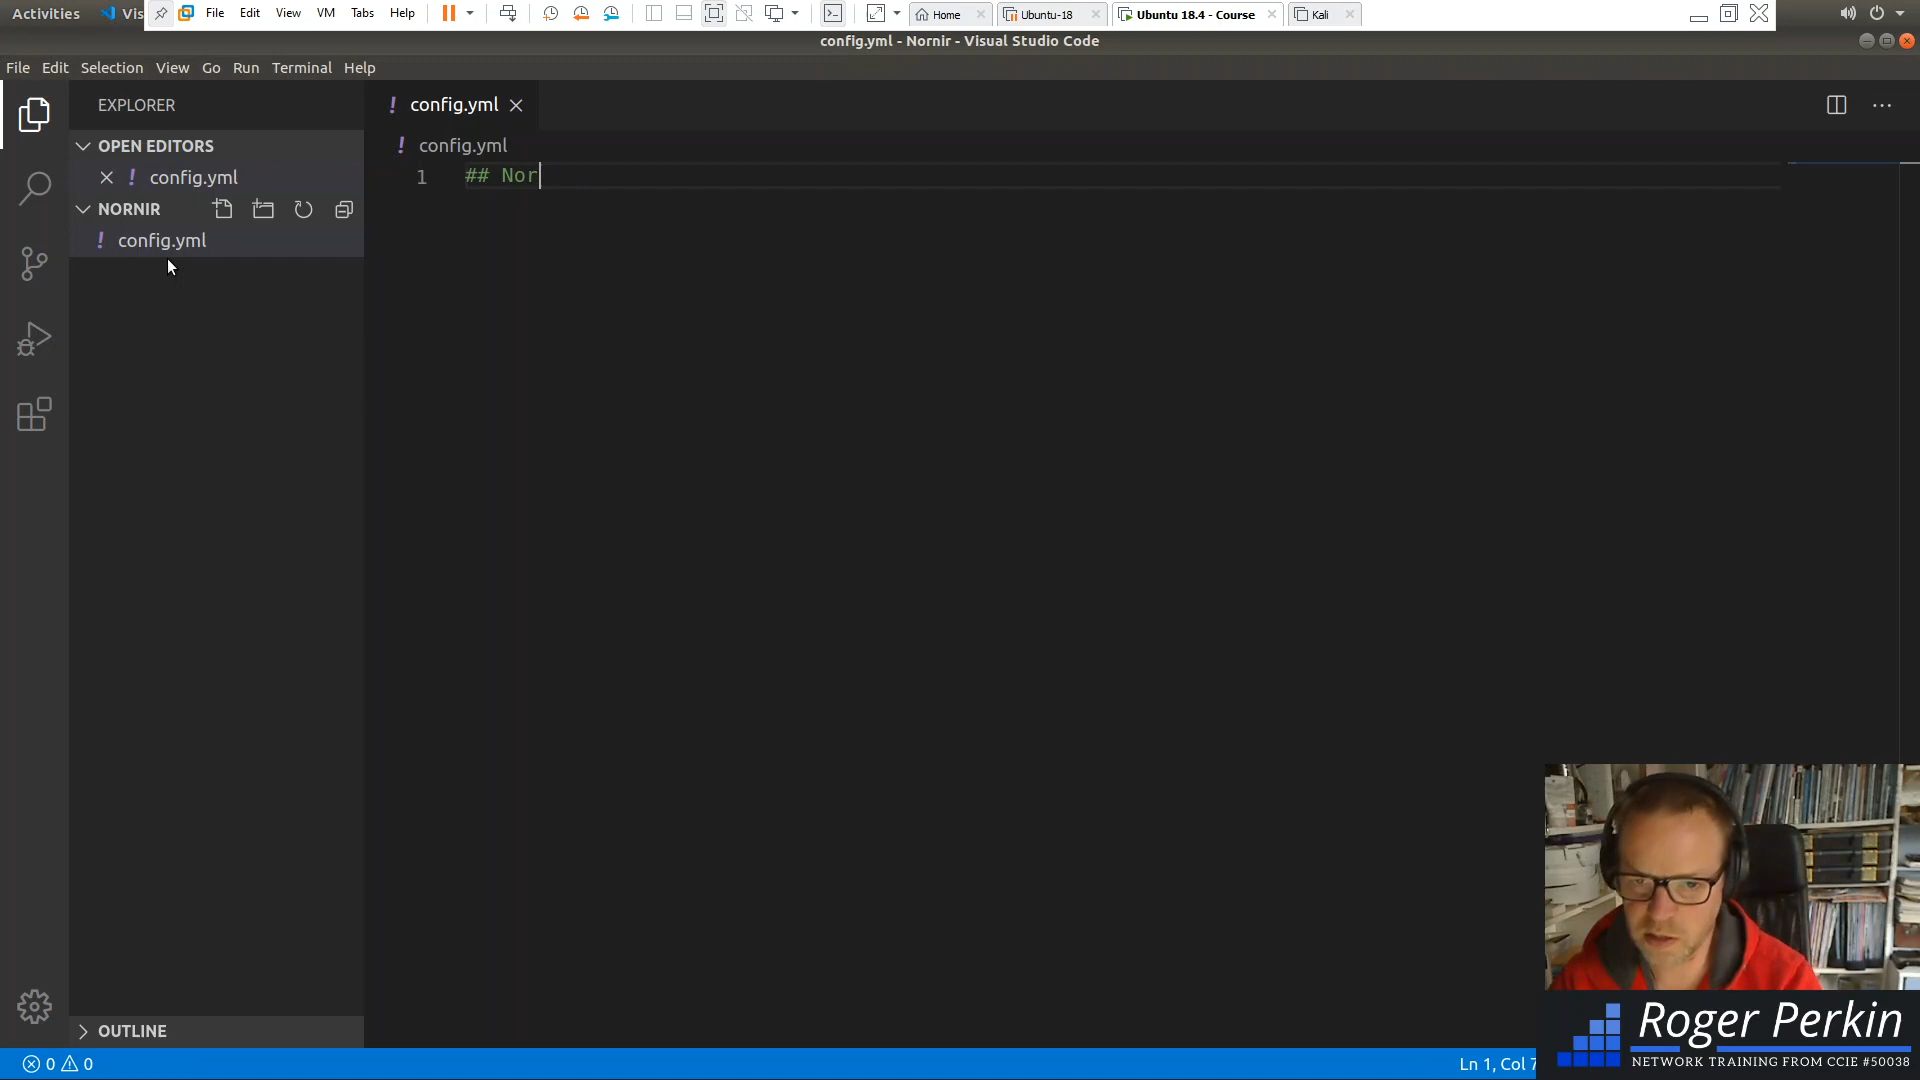 Activities Vis File Edit View VM Tabs Help Home Ubuntu-18 Ubuntu 18.4 - Course Kali
config.yml - Nornir - Visual Studio Code
File Edit Selection View Go Run Terminal Help
EXPLORER
OPEN EDITORS
config.yml
NORNIR
config.yml
OUTLINE
config.yml
config.yml
1 ## Nor
0 0
Ln 1, Col 7
Roger Perkin
NETWORK TRAINING FROM CCIE #50038